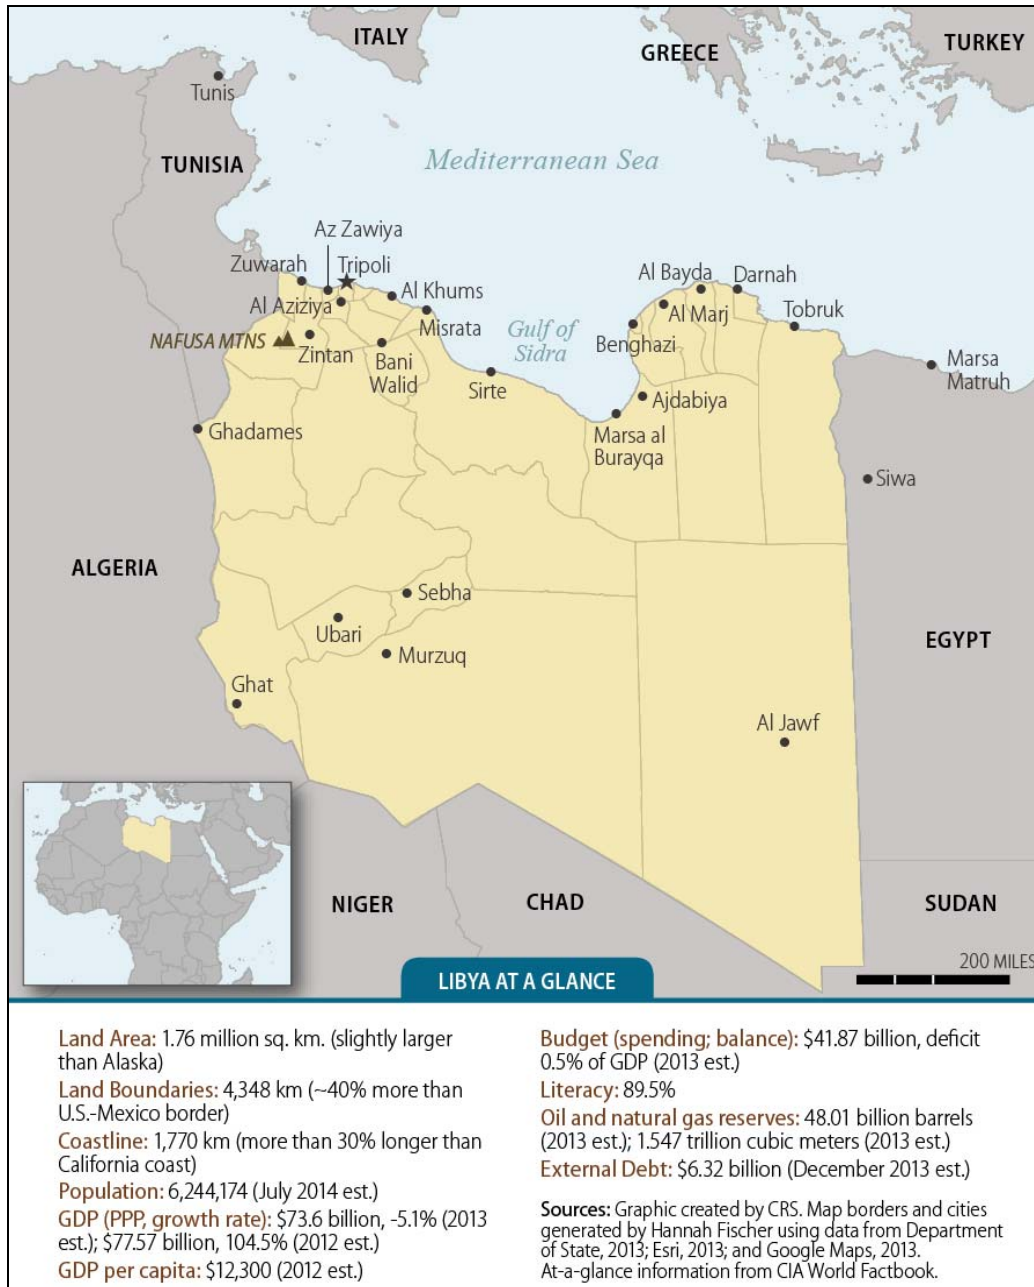 ITALY
GREECE
TURKEY
Tunis
TUNISIA
Mediterranean Sea
Az Zawiya
Zuwarah
Tripoli
Al Aziziya
Al Khums
Misrata
NAFUSA MTNS
Zintan
Bani
Walid
Gulf of
Sidra
Sirte
Al Bayda
Darnah
Al Marj
Tobruk
Benghazi
Marsa
Matruh
Ajdabiya
Marsa al
Burayqa
Ghadames
Siwa
ALGERIA
Sebha
Ubari
Murzuq
EGYPT
Ghat
Al Jawf
NIGER
CHAD
SUDAN
200 MILES
LIBYA AT A GLANCE
Land Area: 1.76 million sq. km. (slightly larger
than Alaska)
Land Boundaries: 4,348 km (~40% more than
U.S.-Mexico border)
Coastline: 1,770 km (more than 30% longer than
California coast)
Population: 6,244,174 (July 2014 est.)
GDP (PPP, growth rate): $73.6 billion, -5.1% (2013
est.); $77.57 billion, 104.5% (2012 est.)
GDP per capita: $12,300 (2012 est.)
Budget (spending; balance): $41.87 billion, deficit
0.5% of GDP (2013 est.)
Literacy: 89.5%
Oil and natural gas reserves: 48.01 billion barrels
(2013 est.); 1.547 trillion cubic meters (2013 est.)
External Debt: $6.32 billion (December 2013 est.)
Sources: Graphic created by CRS. Map borders and cities
generated by Hannah Fischer using data from Department
of State, 2013; Esri, 2013; and Google Maps, 2013.
At-a-glance information from CIA World Factbook.